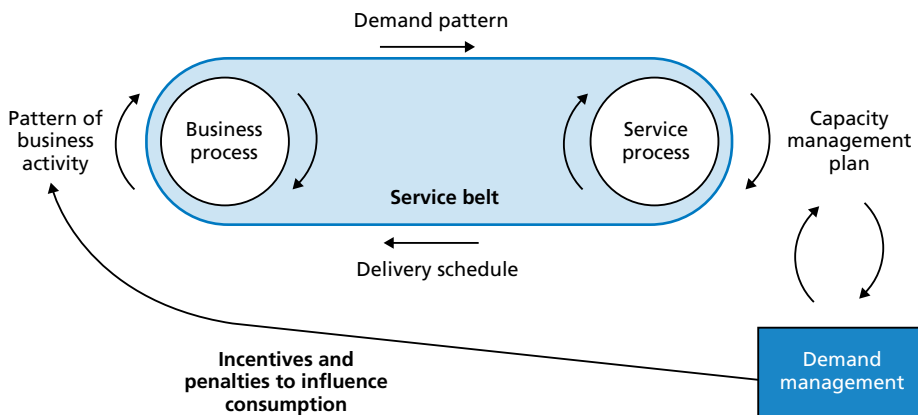 Demand pattern
Pattern of
business
activity
Business
process
Service
process
Capacity
management
plan
Service belt
Delivery schedule
Incentives and
penalties to influence
consumption
Demand
management